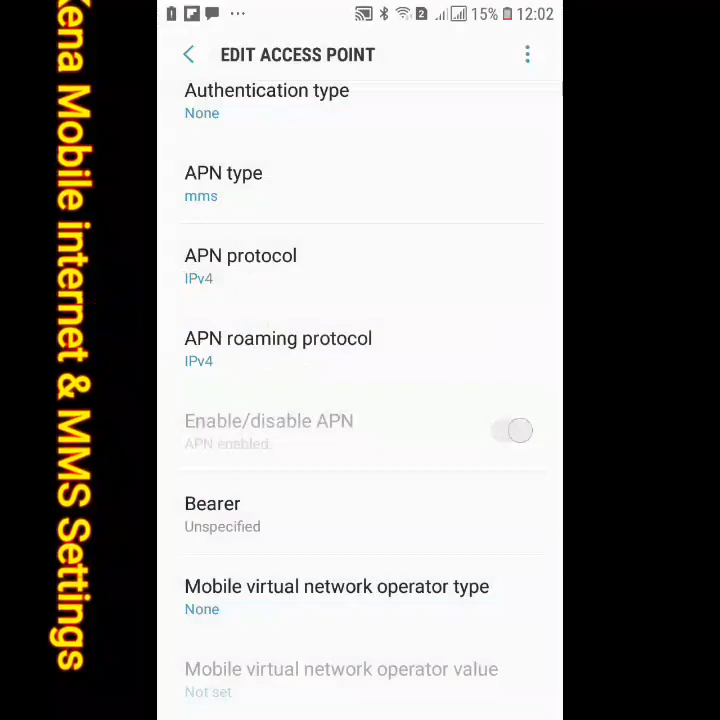 15% 12:02
EDIT ACCESS POINT
Authentication type
None
APN type
mms
APN protocol
IPv4
APN roaming protocol
IPv4
Enable/disable APN
APN enabled.
Bearer
Unspecified
Mobile virtual network operator type
None
Mobile virtual network operator value
Not set
Kena Mobile internet & MMS Settings